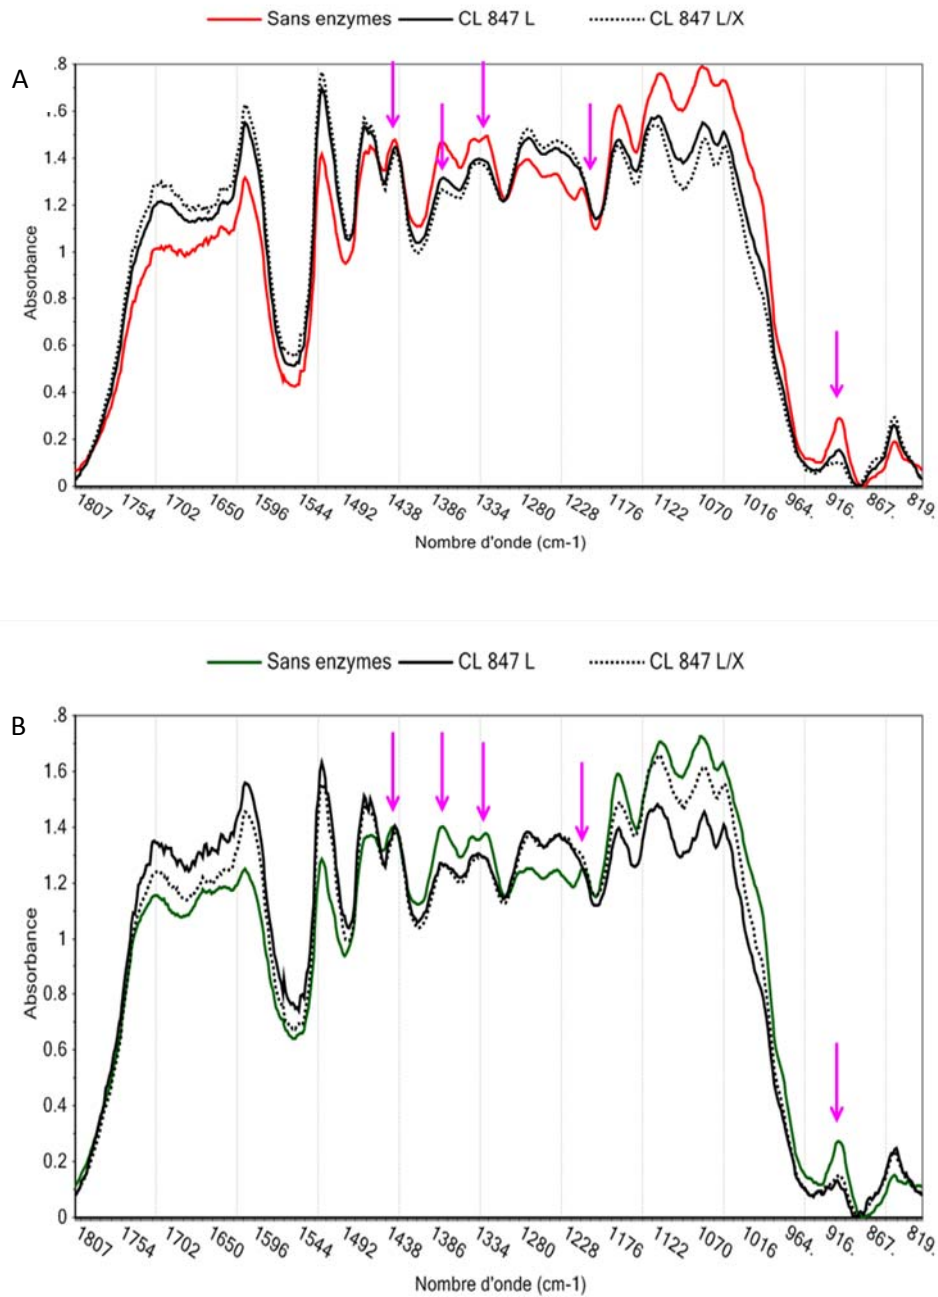 Sans enzymes CL 847 L CL 847 L/X
A
.8
.6
1.4
1.2
1
0.8
0.6
0.4
0.2
0
Absorbance
1807 1754 1702 1650 1596 1544 1492 1438 1386 1334 1280 1228 1176 1122 1070 1016 964. 916. 867. 819.
Nombre d'onde (cm-1)
Sans enzymes CL 847 L CL 847 L/X
B
.8
1.6
1.4
1.2
1
0.8
0.6
0.4
0.2
0
Absorbance
1807 1754 1702 1650 1596 1544 1492 1438 1386 1334 1280 1228 1176 1122 1070 1016 964. 916. 867. 819.
Nombre d'onde (cm-1)